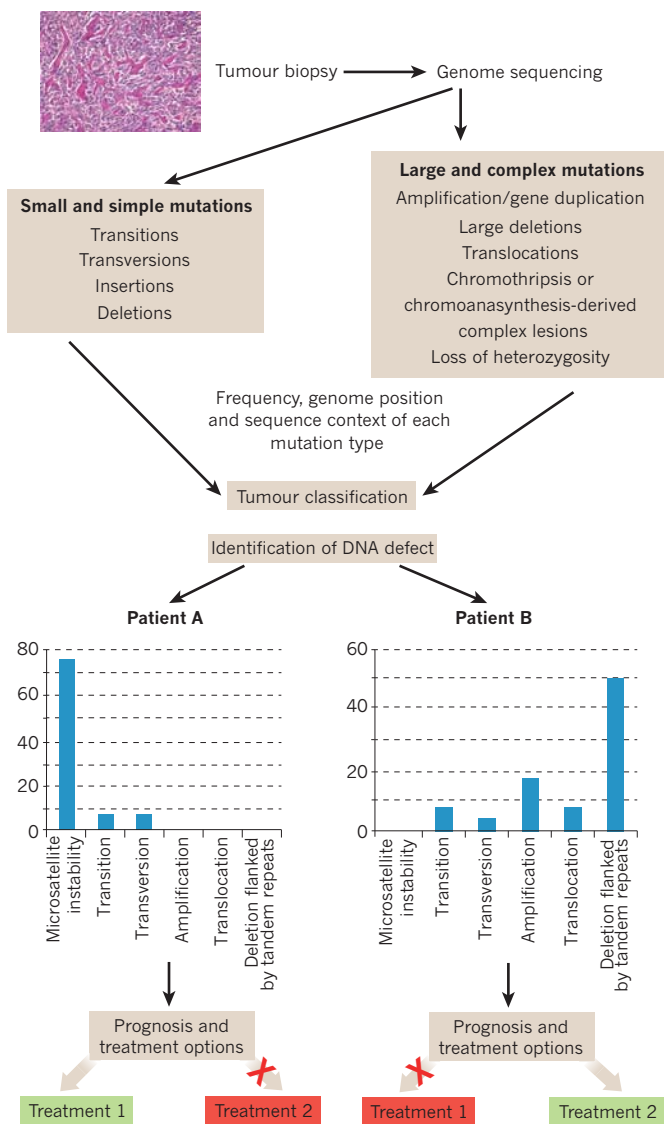 Tumour biopsy
Genome sequencing
Small and simple mutations
Transitions
Transversions
Insertions
Deletions
Large and complex mutations
Amplification/gene duplication
Large deletions
Translocations
Chromothripsis or
chromoanasynthesis-derived
complex lesions
Loss of heterozygosity
Frequency, genome position
and sequence context of each
mutation type
Tumour classification
Identification of DNA defect
Patient A
80
60
40
20
0
Microsatellite
instability
Transition
Transversion
Amplification
Translocation
Deletion flanked
by tandem repeats
Prognosis and
treatment options
Treatment 1
Treatment 2
Patient B
60
40
20
0
Microsatellite
instability
Transition
Transversion
Amplification
Translocation
Deletion flanked
by tandem repeats
Prognosis and
treatment options
Treatment 1
Treatment 2